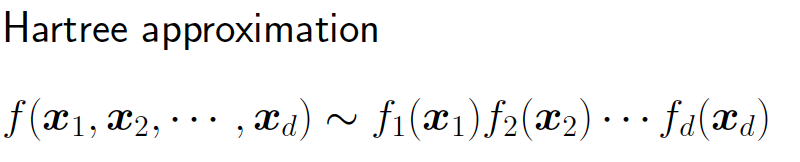 Hartree approximation
f(𝒙₁, 𝒙₂, ⋯ , 𝒙_d) ∼ f₁(𝒙₁)f₂(𝒙₂) ⋯ f_d(𝒙_d)